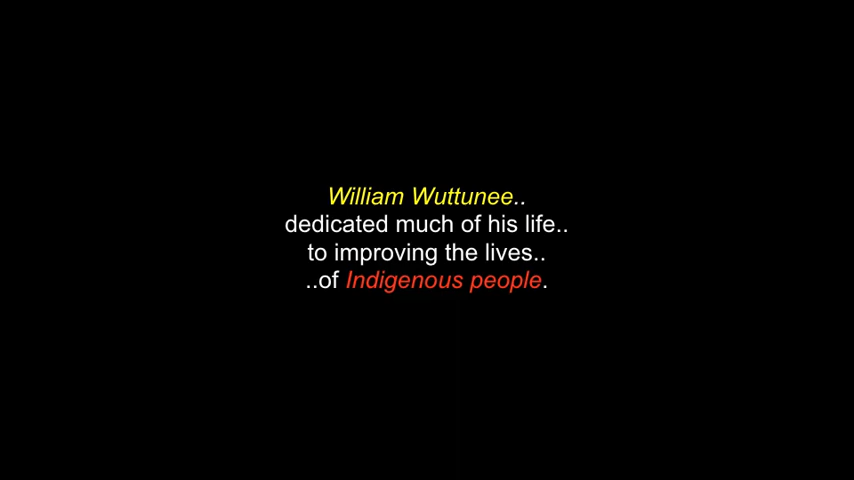 William Wuttunee..
dedicated much of his life..
to improving the lives..
..of Indigenous people.